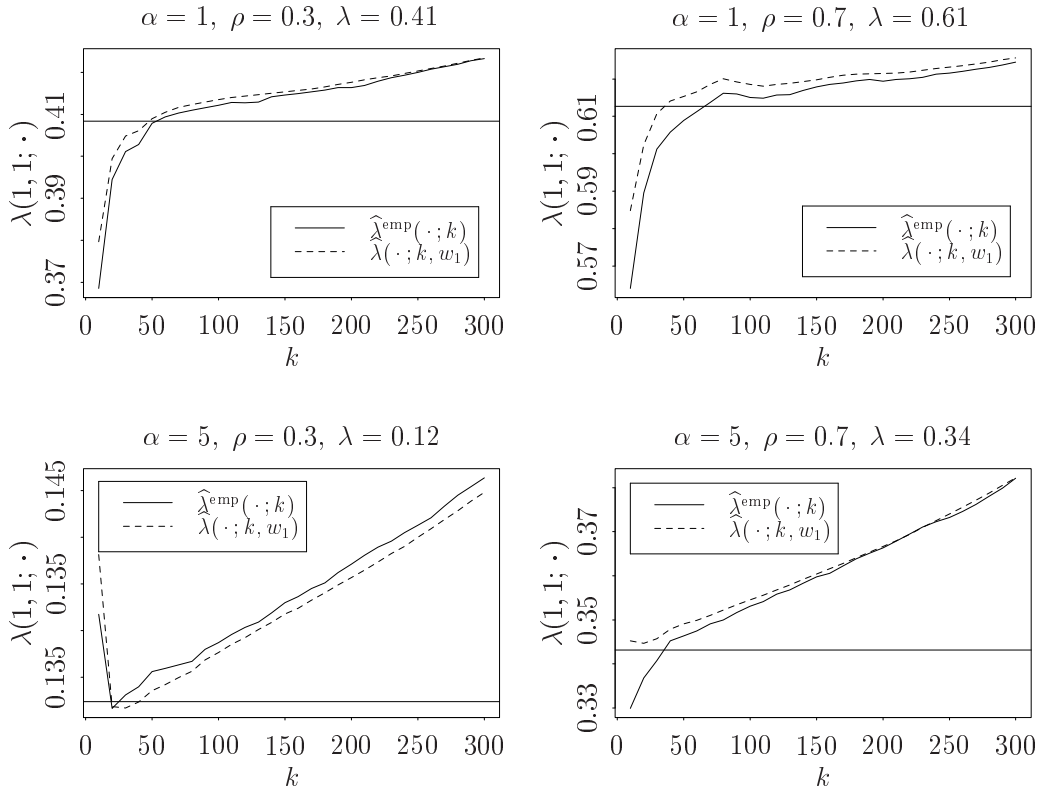 α = 1, ρ = 0.3, λ = 0.41
λ(1, 1; ·)
0.41
0.39
0.37
λ̂ᵉᵐᵖ( · ; k)
λ̂( · ; k, w₁)
0 50 100 150 200 250 300
k
α = 1, ρ = 0.7, λ = 0.61
λ(1, 1; ·)
0.61
0.59
0.57
λ̂ᵉᵐᵖ( · ; k)
λ̂( · ; k, w₁)
0 50 100 150 200 250 300
k
α = 5, ρ = 0.3, λ = 0.12
λ(1, 1; ·)
0.145
0.135
0.135
λ̂ᵉᵐᵖ( · ; k)
λ̂( · ; k, w₁)
0 50 100 150 200 250 300
k
α = 5, ρ = 0.7, λ = 0.34
λ(1, 1; ·)
0.37
0.35
0.33
λ̂ᵉᵐᵖ( · ; k)
λ̂( · ; k, w₁)
0 50 100 150 200 250 300
k